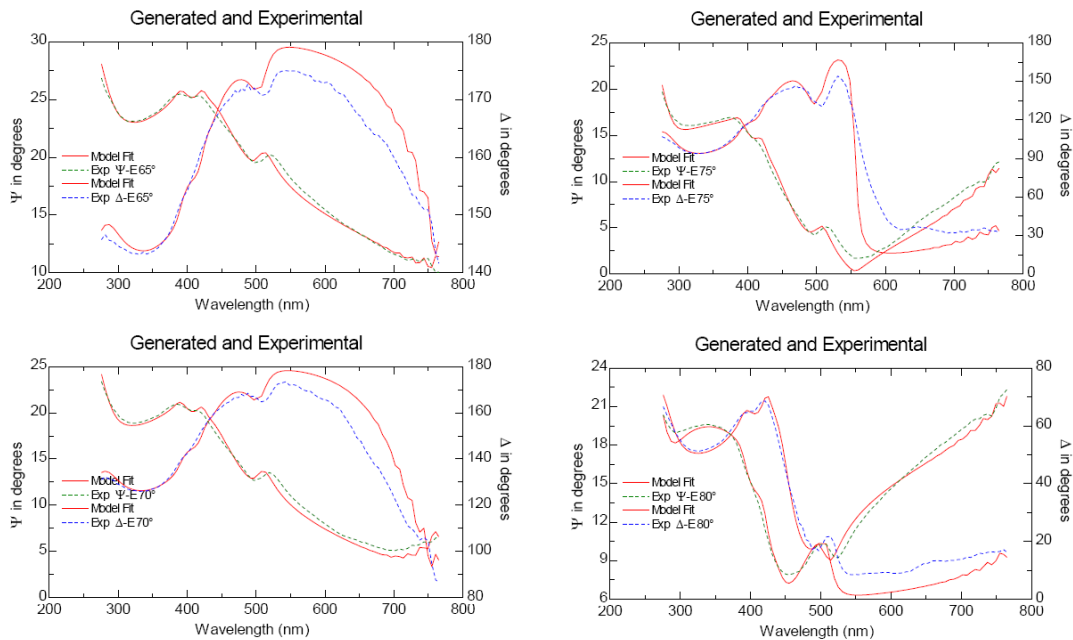 Generated and Experimental
30
25
20
15
10
Ψ in degrees
180
170
160
150
140
Δ in degrees
Model Fit
Exp Ψ-E65°
Model Fit
Exp Δ-E65°
200 300 400 500 600 700 800
Wavelength (nm)
Generated and Experimental
25
20
15
10
5
0
Ψ in degrees
180
150
120
90
60
30
0
Δ in degrees
Model Fit
Exp Ψ-E75°
Model Fit
Exp Δ-E75°
200 300 400 500 600 700 800
Wavelength (nm)
Generated and Experimental
25
20
15
10
5
0
Ψ in degrees
180
160
140
120
100
80
Δ in degrees
Model Fit
Exp Ψ-E70°
Model Fit
Exp Δ-E70°
200 300 400 500 600 700 800
Wavelength (nm)
Generated and Experimental
24
21
18
15
12
9
6
Ψ in degrees
80
60
40
20
0
Δ in degrees
Model Fit
Exp Ψ-E80°
Model Fit
Exp Δ-E80°
200 300 400 500 600 700 800
Wavelength (nm)